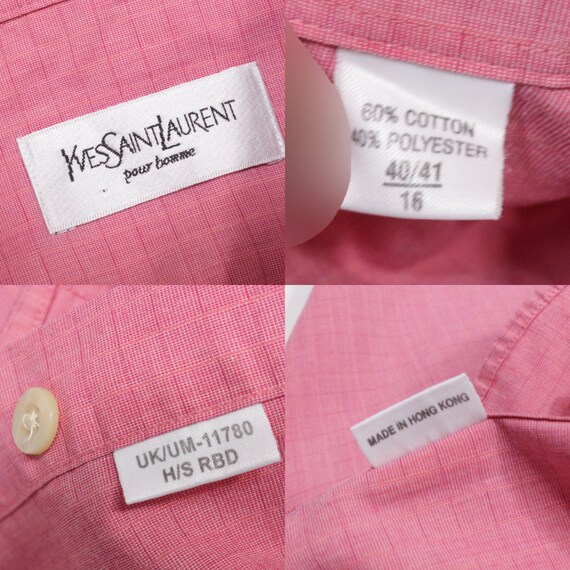 YVESSAINTLAURENT
pour homme
60% COTTON
40% POLYESTER
40/41
16
UK/UM-11780
H/S RBD
MADE IN HONG KONG